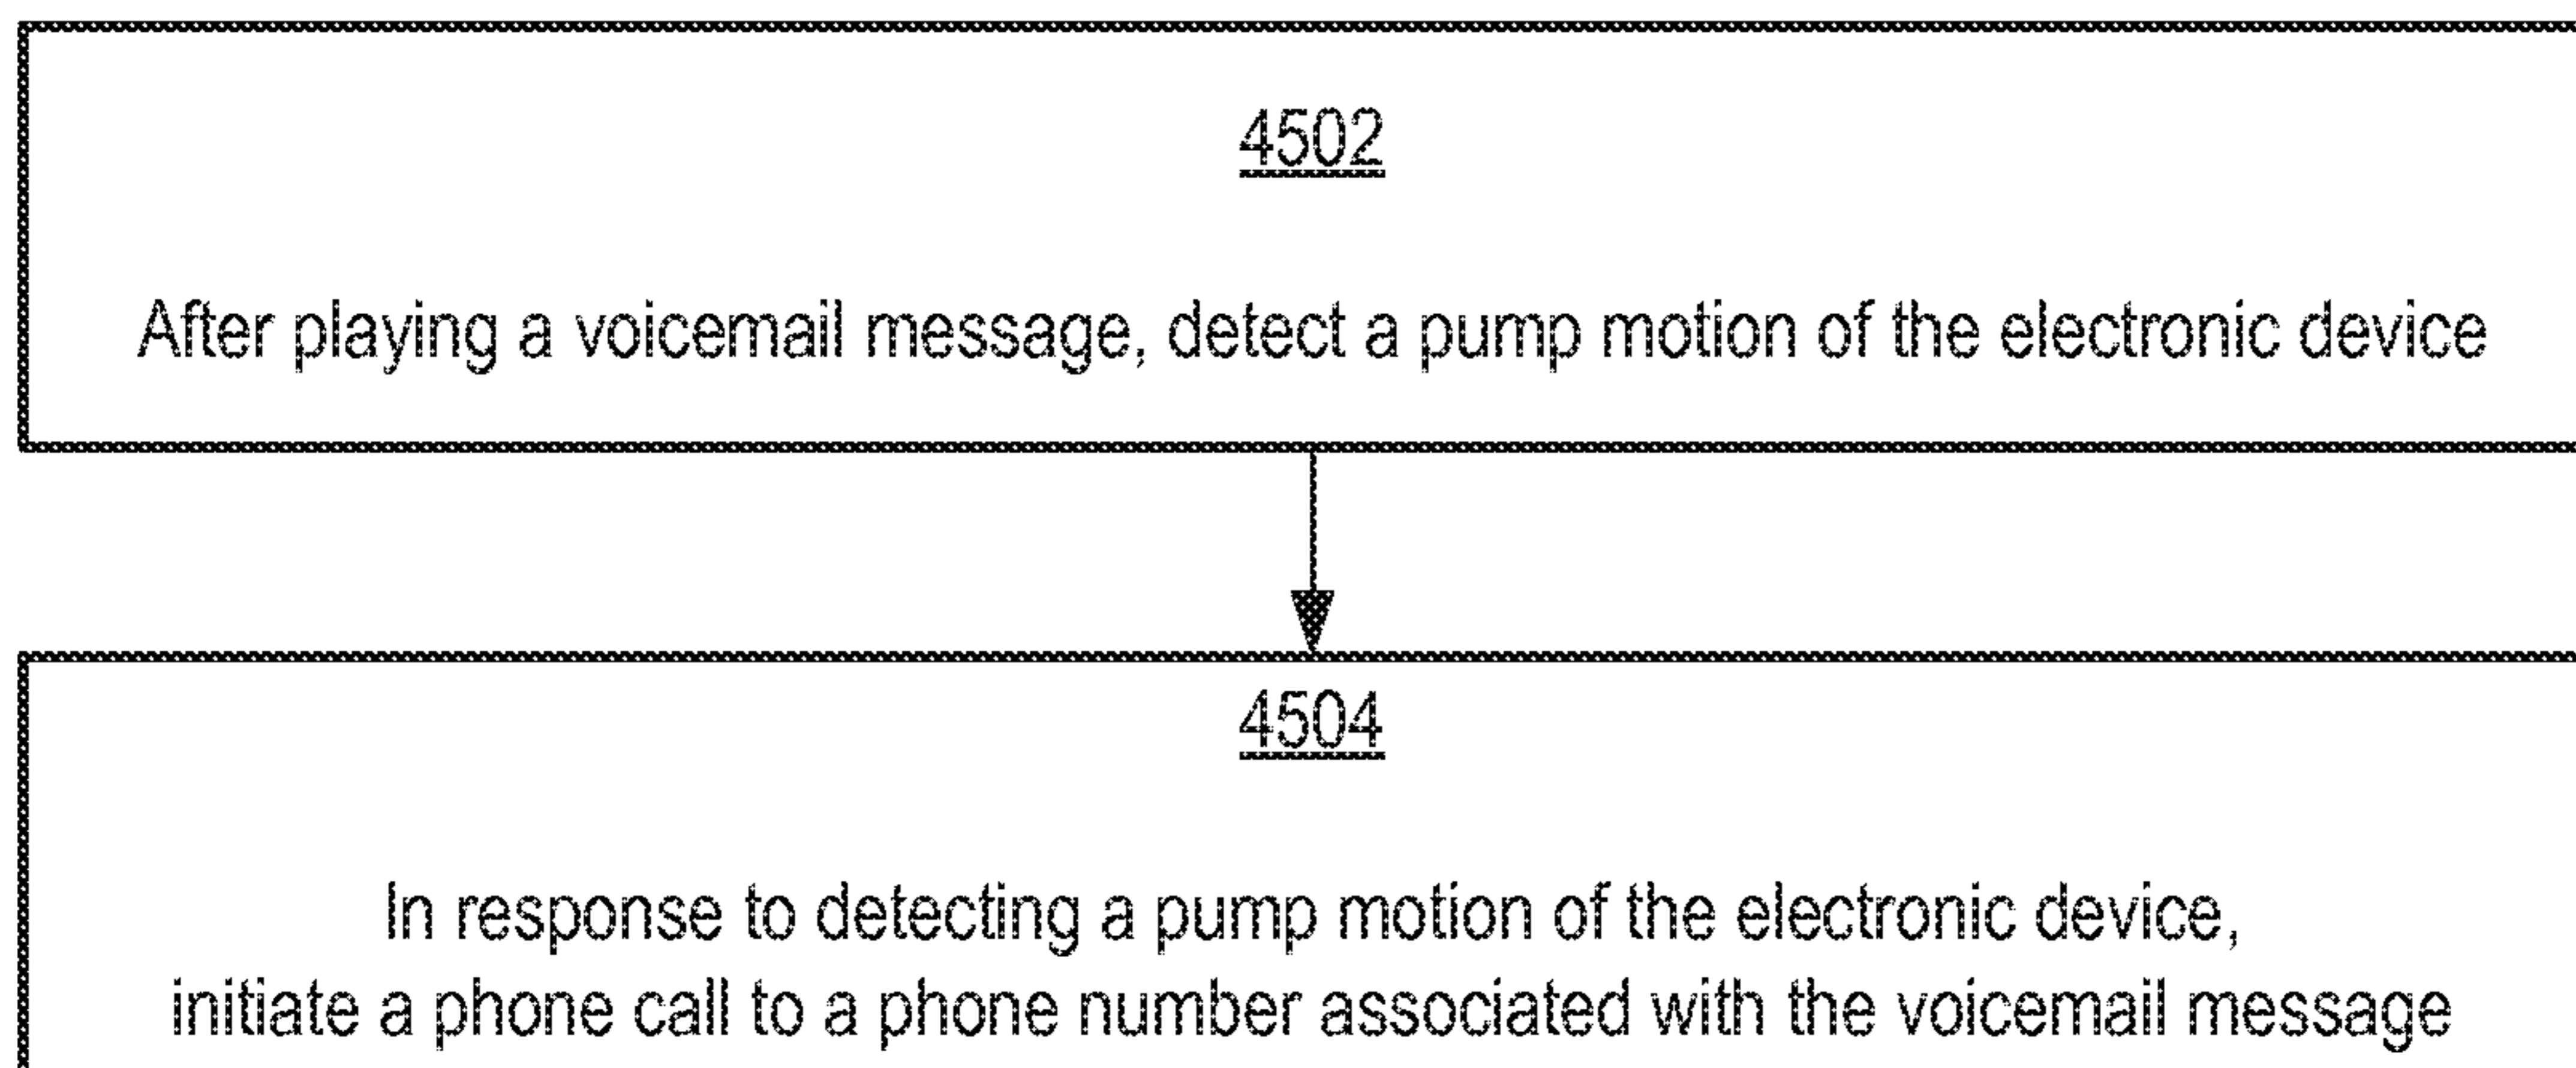 4502
After playing a voicemail message, detect a pump motion of the electronic device
4504
In response to detecting a pump motion of the electronic device,
initiate a phone call to a phone number associated with the voicemail message